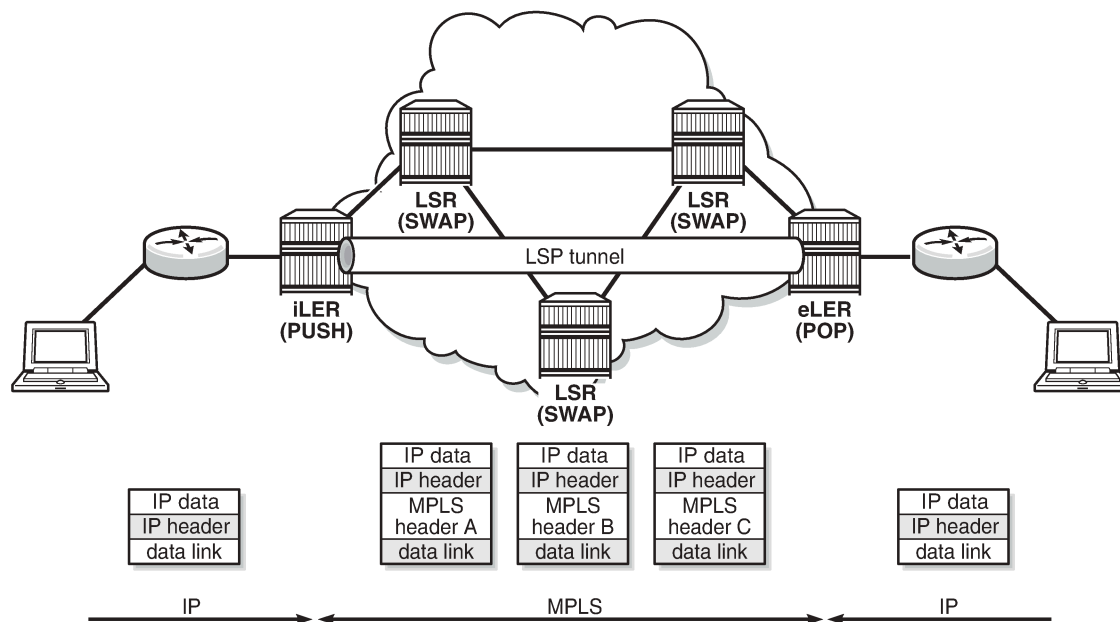 LSR
(SWAP)
LSR
(SWAP)
LSP tunnel
iLER
(PUSH)
eLER
(POP)
LSR
(SWAP)
IP data
IP header
data link
IP data
IP header
MPLS
header A
data link
IP data
IP header
MPLS
header B
data link
IP data
IP header
MPLS
header C
data link
IP data
IP header
data link
IP
MPLS
IP